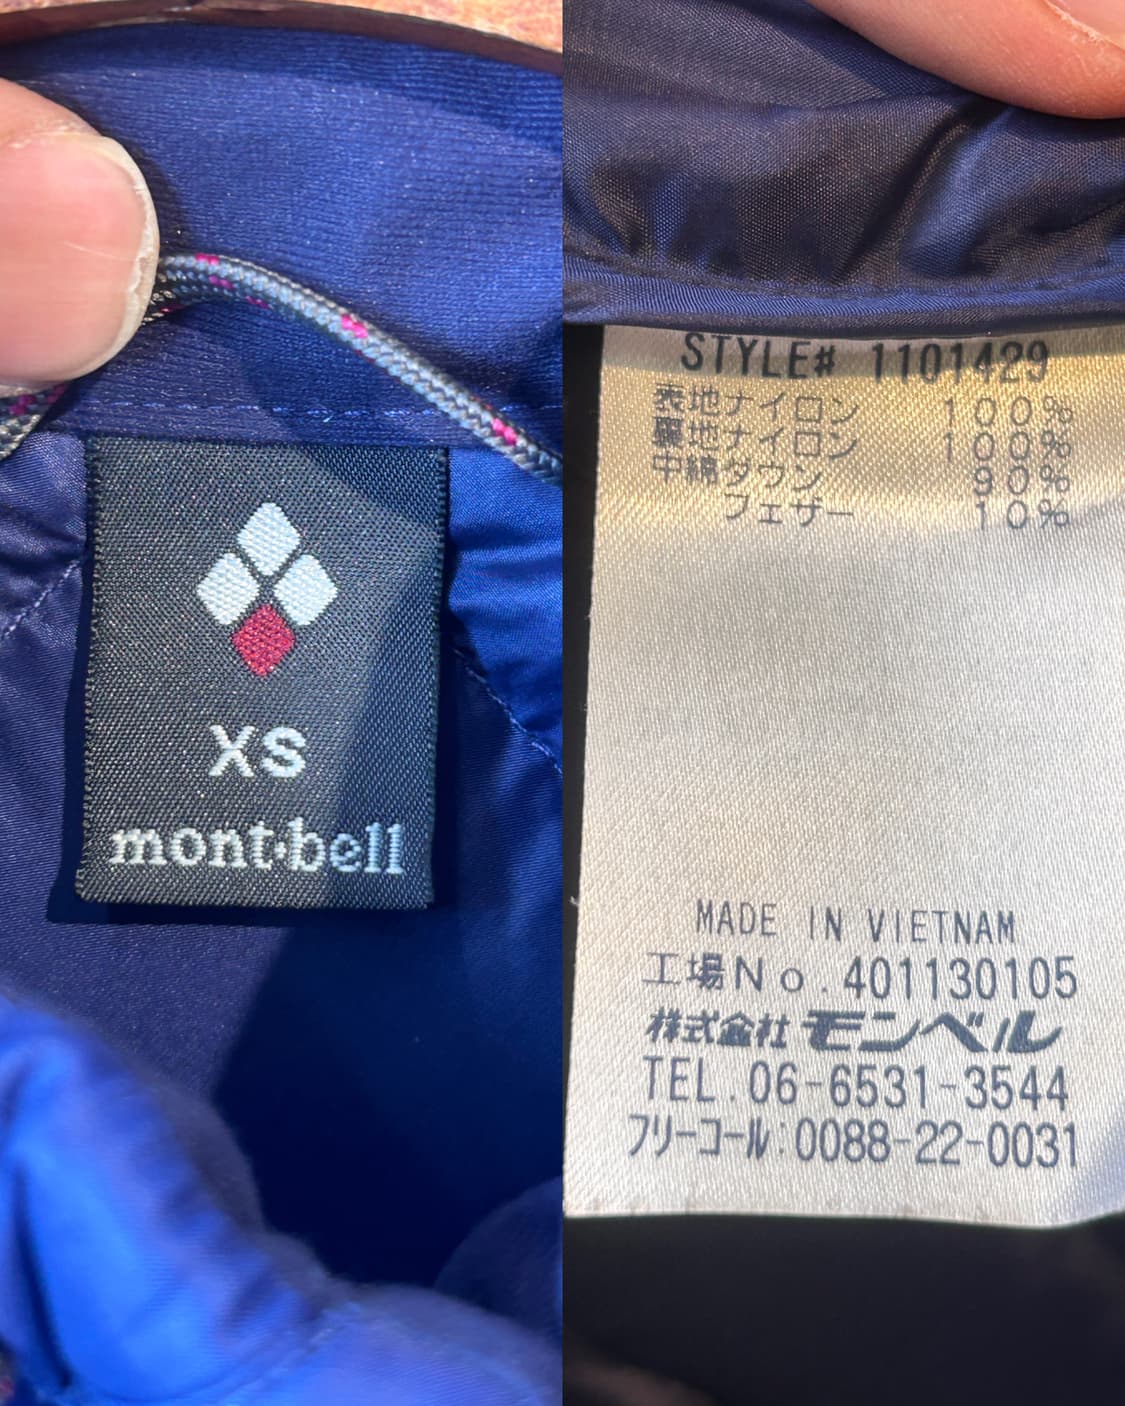 XS
mont-bell
STYLE# 1101429
表地ナイロン 100%
裏地ナイロン 100%
中綿ダウン 90%
フェザー 10%
MADE IN VIETNAM
工場No.401130105
株式会社モンベル
TEL.06-6531-3544
フリーコール:0088-22-0031